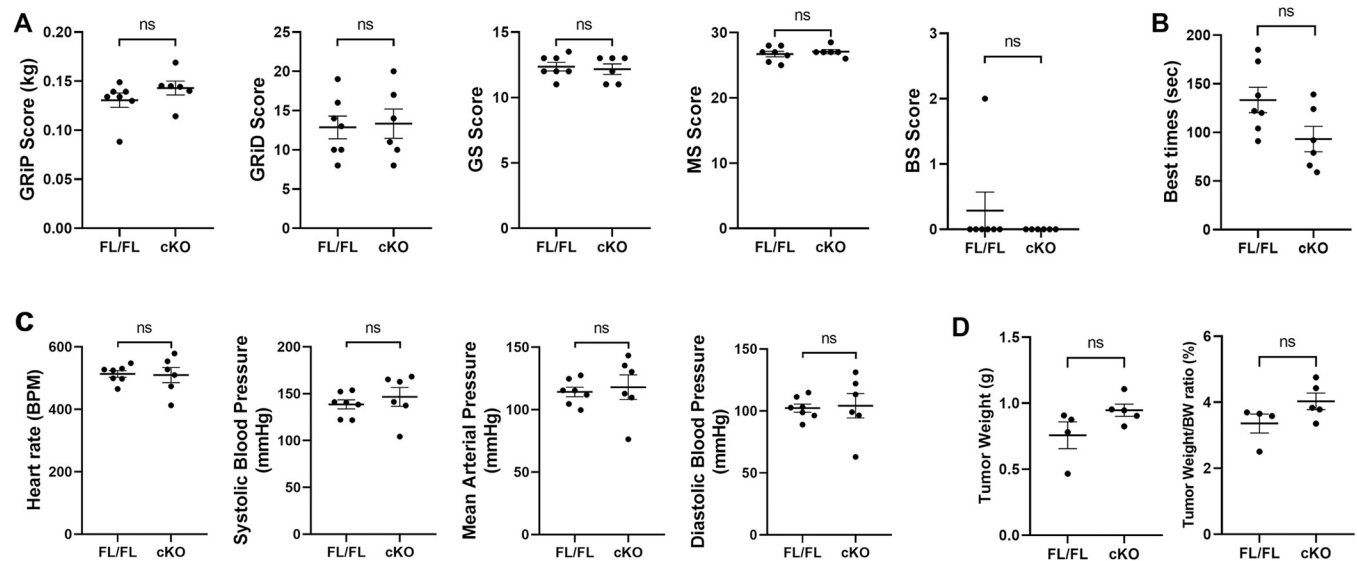 A
GRiP Score (kg)
0.20
0.15
0.10
0.05
0.00
ns
FL/FL cKO
GRiD Score
25
20
15
10
5
0
ns
FL/FL cKO
GS Score
15
10
5
0
ns
FL/FL cKO
MS Score
30
20
10
0
ns
FL/FL cKO
BS Score
3
2
1
0
ns
FL/FL cKO
B
Best times (sec)
200
150
100
50
0
ns
FL/FL cKO
C
Heart rate (BPM)
600
400
200
0
ns
FL/FL cKO
Systolic Blood Pressure
(mmHg)
200
150
100
50
0
ns
FL/FL cKO
Mean Arterial Pressure
(mmHg)
150
100
50
0
ns
FL/FL cKO
Diastolic Blood Pressure
(mmHg)
150
100
50
0
ns
FL/FL cKO
D
Tumor Weight (g)
1.5
1.0
0.5
0.0
ns
FL/FL cKO
Tumor Weight/BW ratio (%)
6
4
2
0
ns
FL/FL cKO